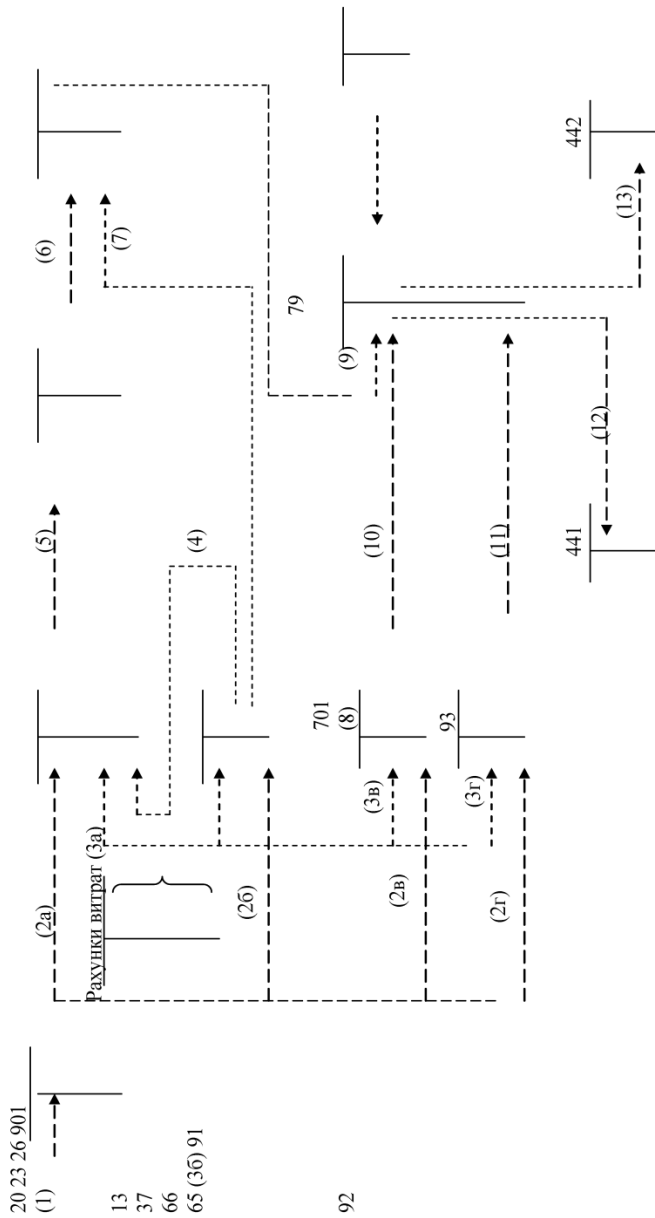 20 23 26 901
(1)
13
37
66
65 (3б) 91
92
(2а)
Рахунки витрат (3а)
(2б)
(2в)
(2г)
(3в)
(3г)
701
(8)
93
(4)
(5)
(6)
(7)
79
(9)
(10)
(11)
(12)
(13)
441
442